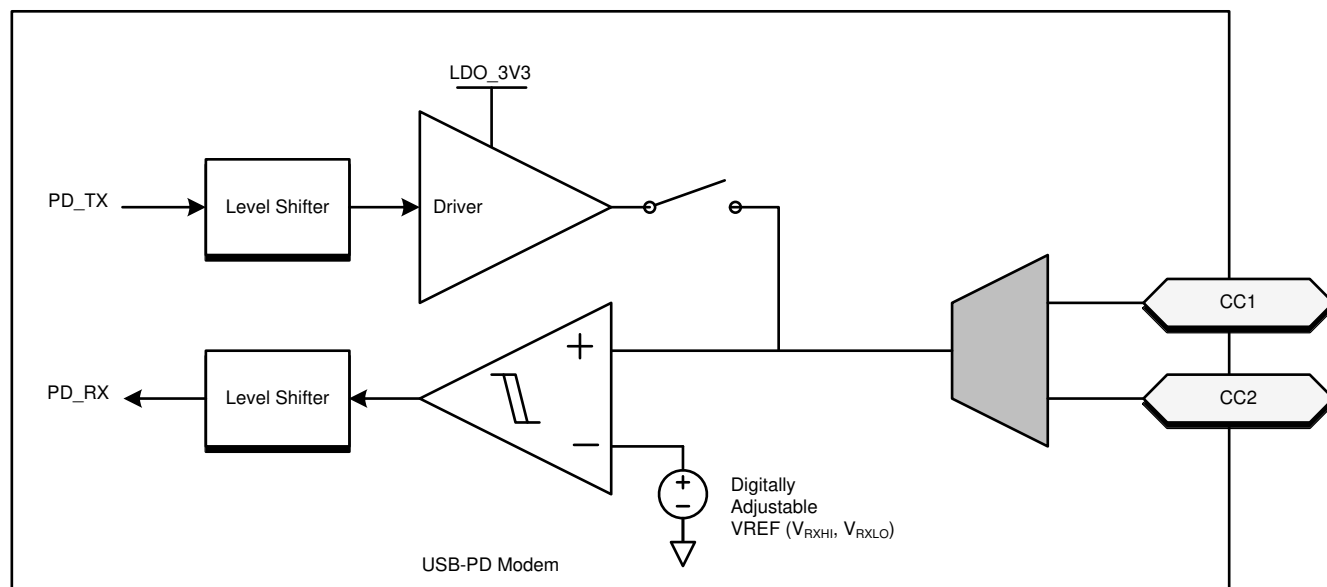 LDO_3V3
PD_TX
Level Shifter
Driver
CC1
PD_RX
Level Shifter
CC2
Digitally
Adjustable
VREF (VRXHI, VRXLO)
USB-PD Modem